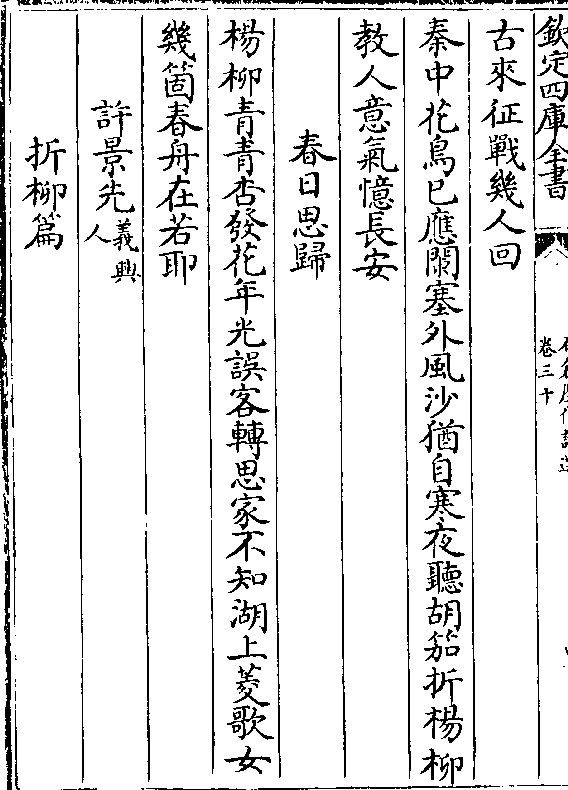 欽定四庫全書
卷三十
古來征戰幾人回
秦中花鳥已應闌塞外風沙猶自寒夜聽胡笳折楊柳
教人意氣憶長安
春日思歸
楊柳青青杏發花年光誤客轉思家不知湖上菱歌女
幾箇春舟在若耶
許景先義興人
折柳篇